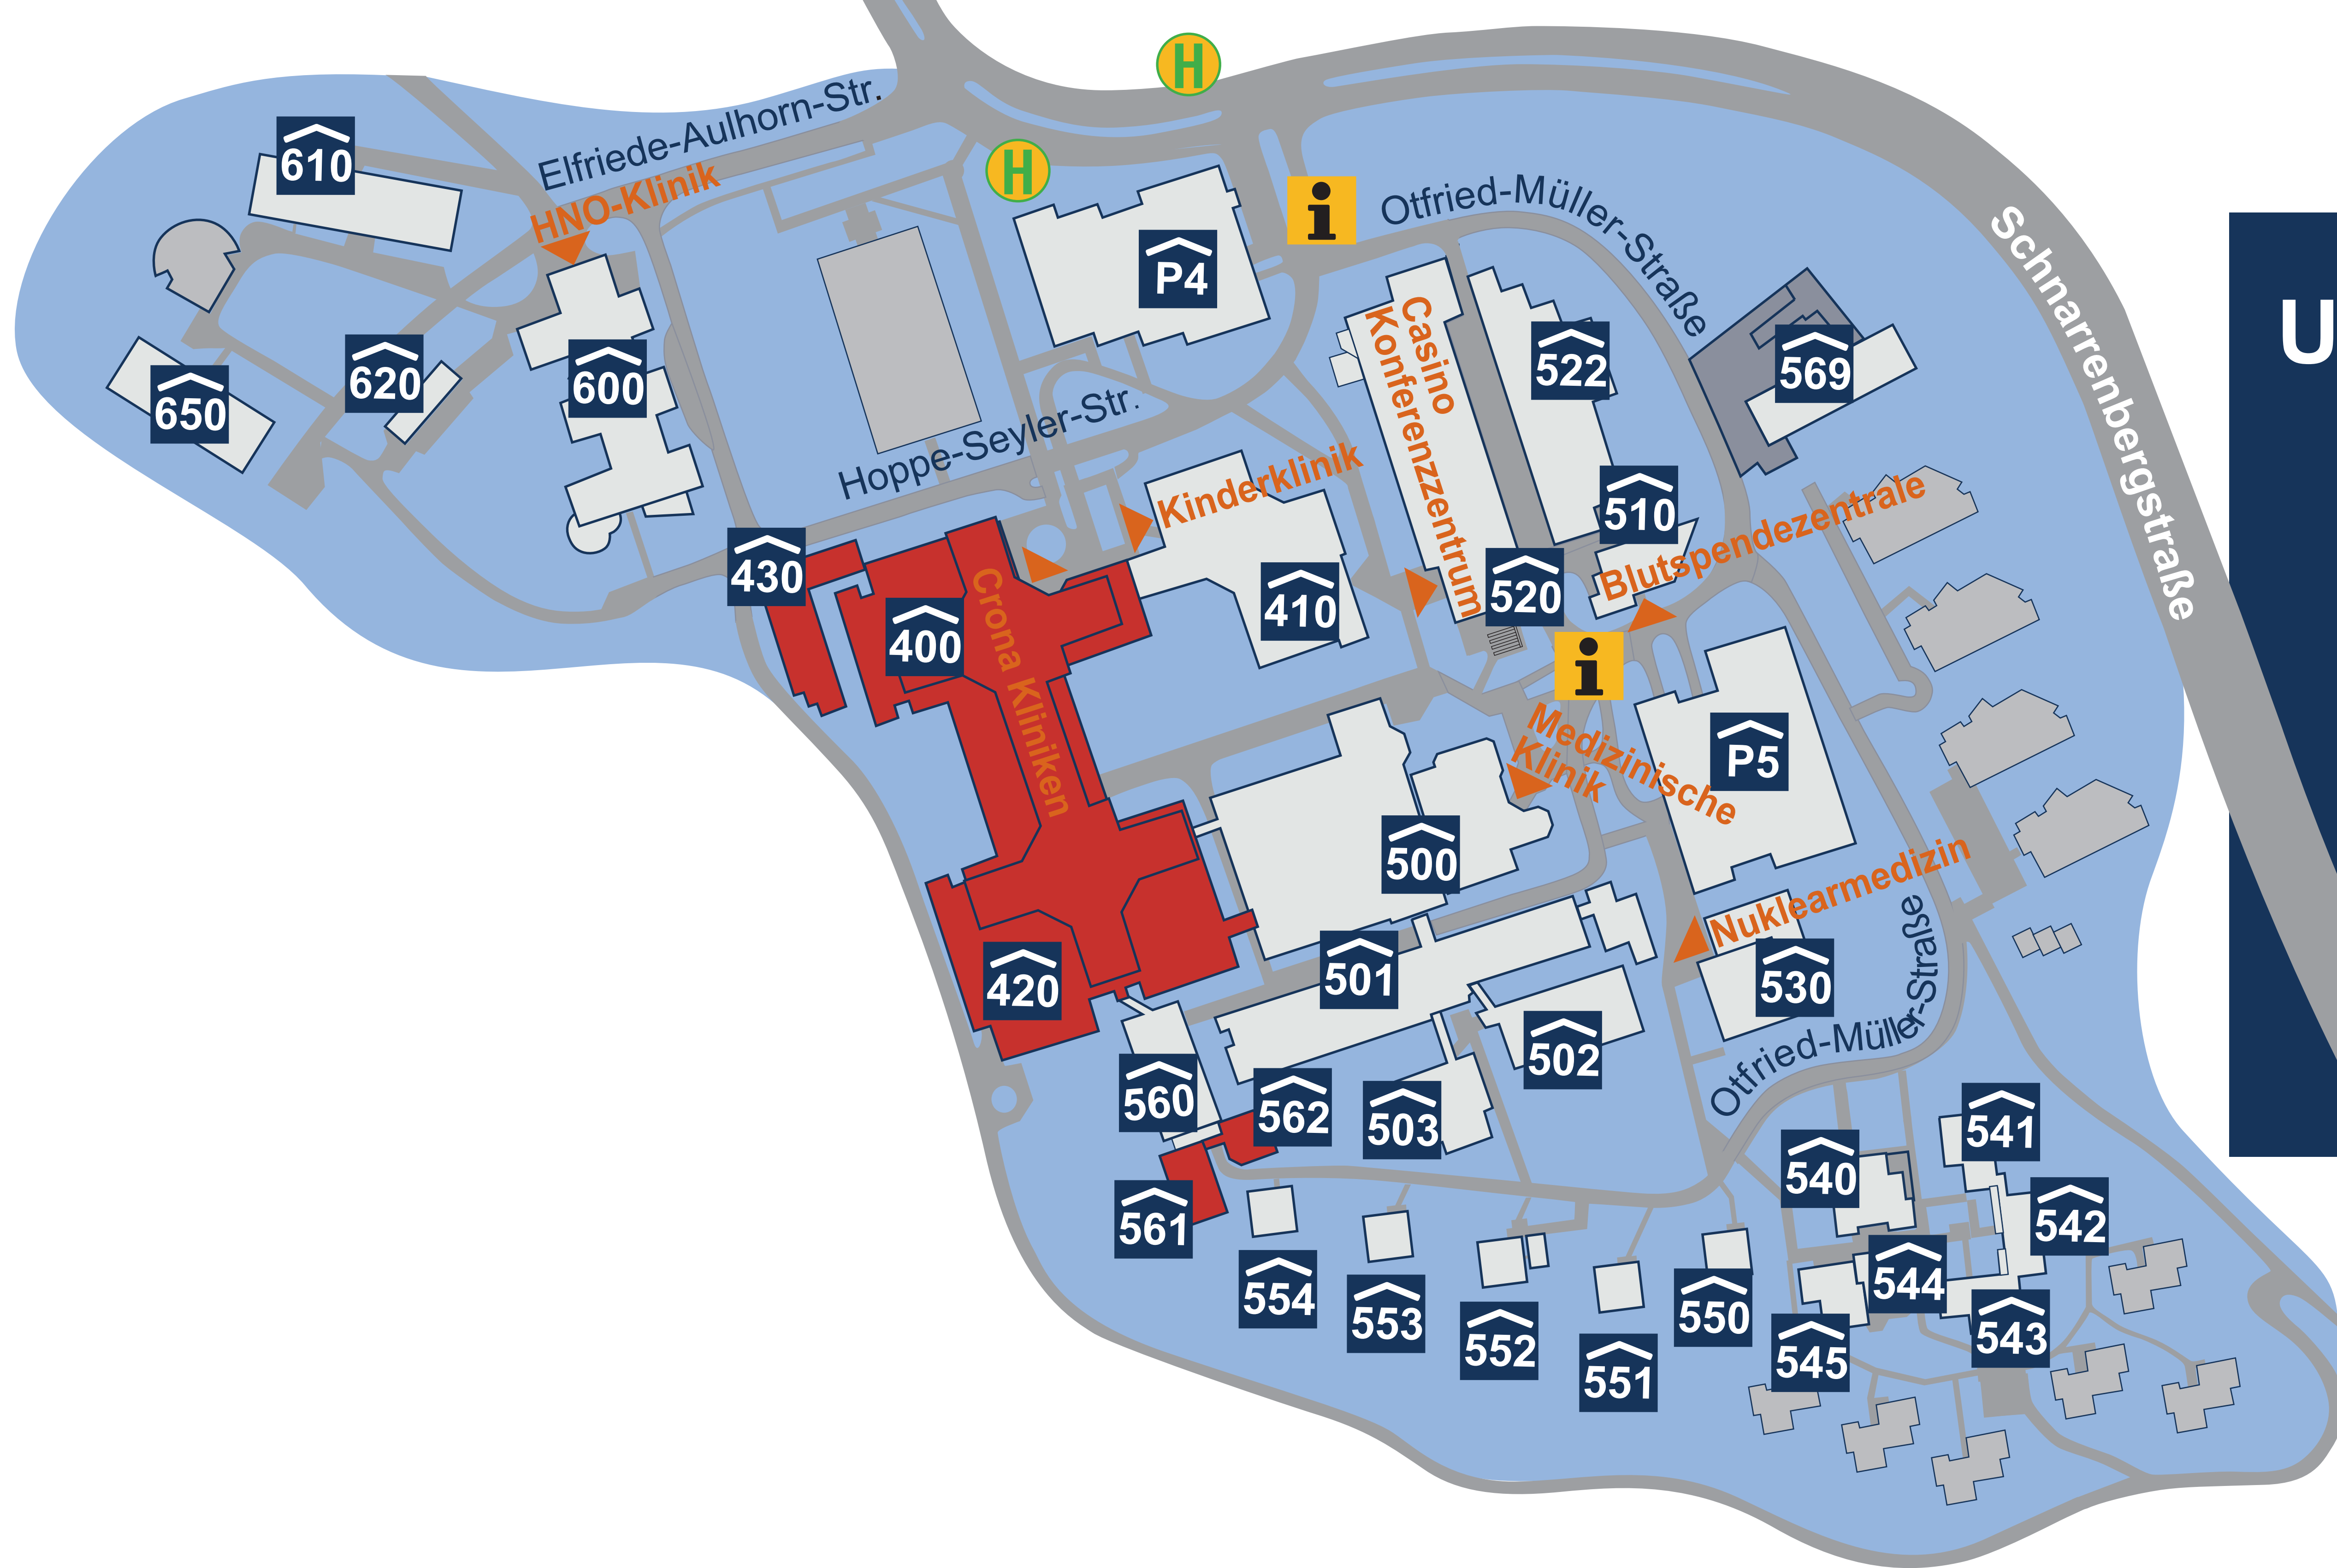 H
Elfriede-Aulhorn-Str.
610
H
HNO-Klinik
i
Otfried-Müller-Straße
Schnarrenbergstraße
P4
U
650
620
600
Casino
Konferenzzentrum
522
569
Hoppe-Seyler-Str.
Kinderklinik
510
Blutspendezentrale
430
400
Crona Kliniken
410
520
i
Medizinische
Klinik
P5
500
Nuklearmedizin
420
501
530
502
Otfried-Müller-Straße
560
562
503
541
540
561
542
554
553
552
551
550
544
543
545